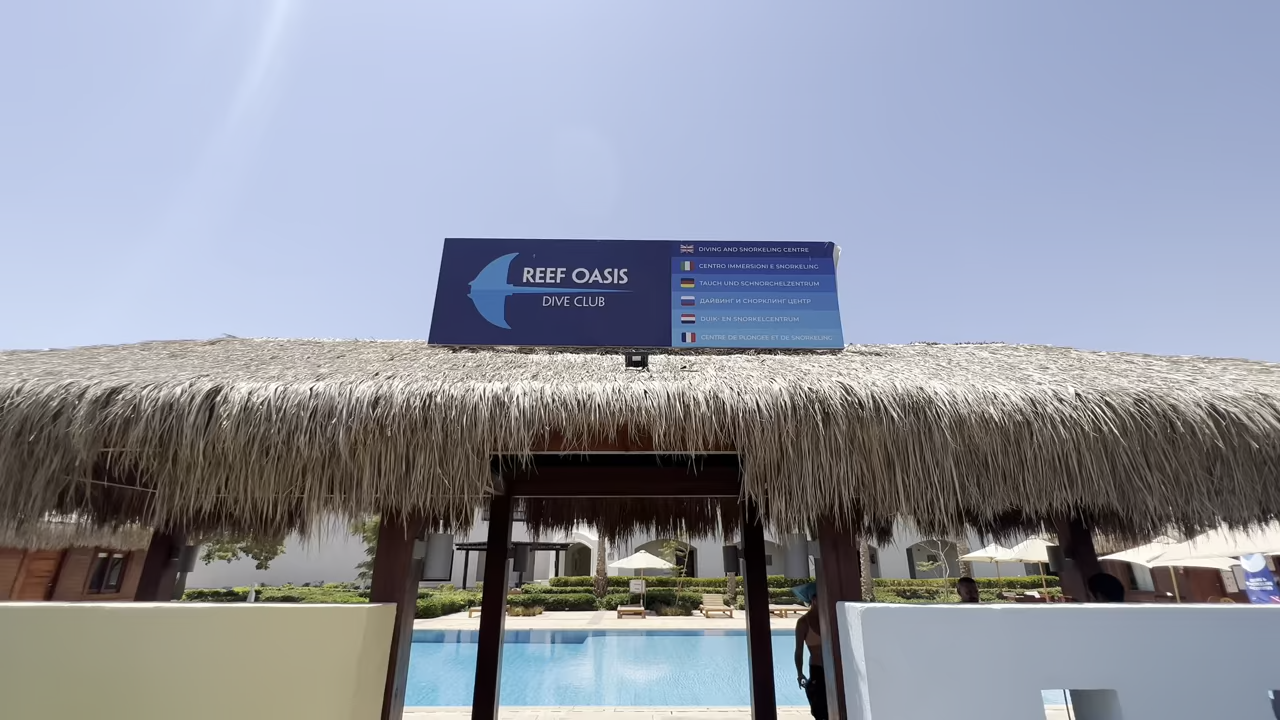 REEF OASIS
DIVE CLUB
DIVING AND SNORKELING CENTRE
CENTRO IMMERSIONI E SNORKELING
TAUCH UND SCHNORCHELZENTRUM
ДАЙВИНГ И СНОРКЛИНГ ЦЕНТР
DUIK- EN SNORKELCENTRUM
CENTRE DE PLONGEE ET DE SNORKELING